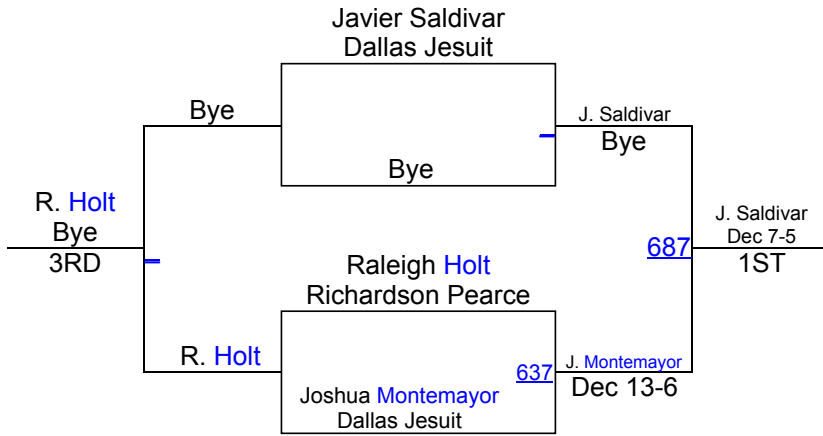 Javier Saldivar
Dallas Jesuit
Bye
J. Saldivar
Bye
Bye
R. Holt
Bye
3RD
J. Saldivar
Dec 7-5
1ST
687
Raleigh Holt
Richardson Pearce
R. Holt
637
J. Montemayor
Dec 13-6
Joshua Montemayor
Dallas Jesuit